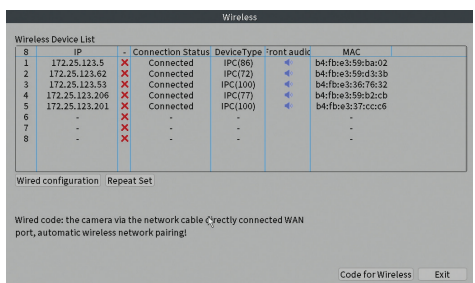 Wireless
Wireless Device List
8 IP - Connection Status DeviceType Front audio MAC
1 172.25.123.5 Connected IPC(86) b4:fb:e3:59:ba:02
2 172.25.123.62 Connected IPC(72) b4:fb:e3:59:d3:3b
3 172.25.123.53 Connected IPC(100) b4:fb:e3:36:76:32
4 172.25.123.206 Connected IPC(77) b4:fb:e3:59:b2:cb
5 172.25.123.201 Connected IPC(100) b4:fb:e3:37:cc:c6
6 - - - -
7 - - - -
8 - - - -
Wired configuration Repeat Set
Wired code: the camera via the network cable directly connected WAN
port, automatic wireless network pairing!
Code for Wireless Exit